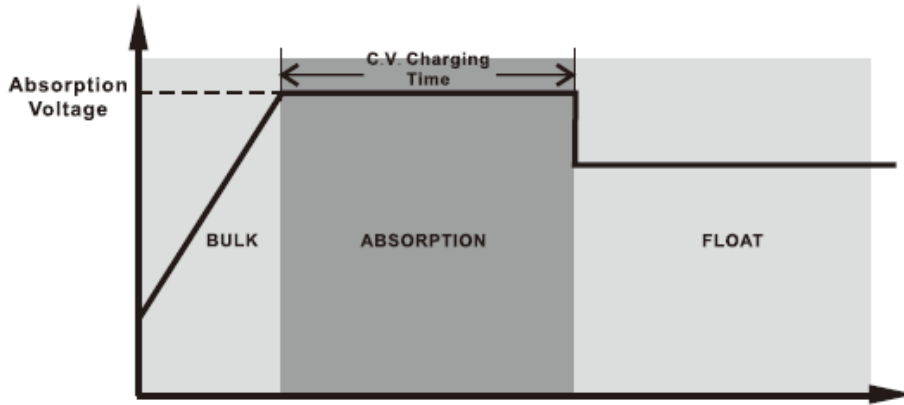 C.V. Charging
Time
Absorption
Voltage
BULK
ABSORPTION
FLOAT